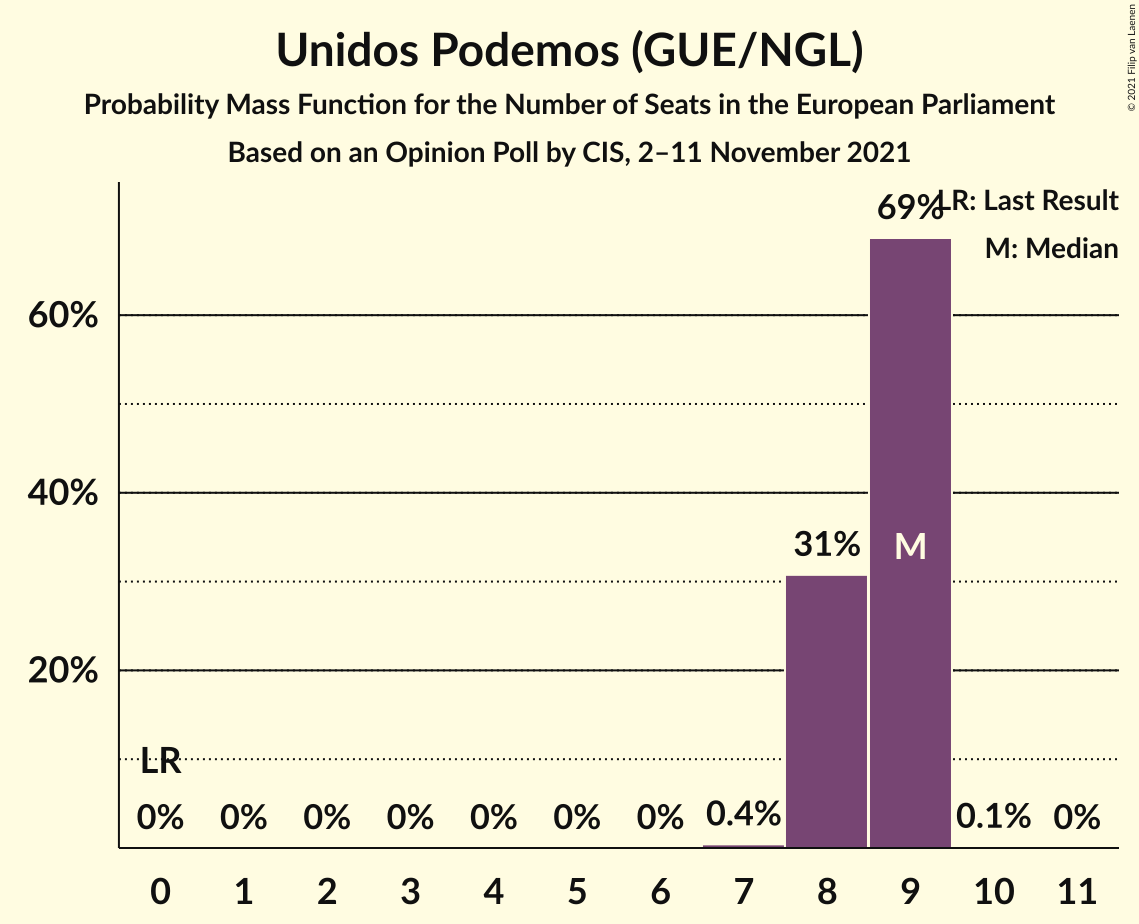 Unidos Podemos (GUE/NGL)
Probability Mass Function for the Number of Seats in the European Parliament
Based on an Opinion Poll by CIS, 2–11 November 2021
© 2021 Filip van Laenen
LR: Last Result
M: Median
69%
60%
40%
31%
M
20%
LR
0% 0% 0% 0% 0% 0% 0% 0.4% 0.1% 0%
0 1 2 3 4 5 6 7 8 9 10 11